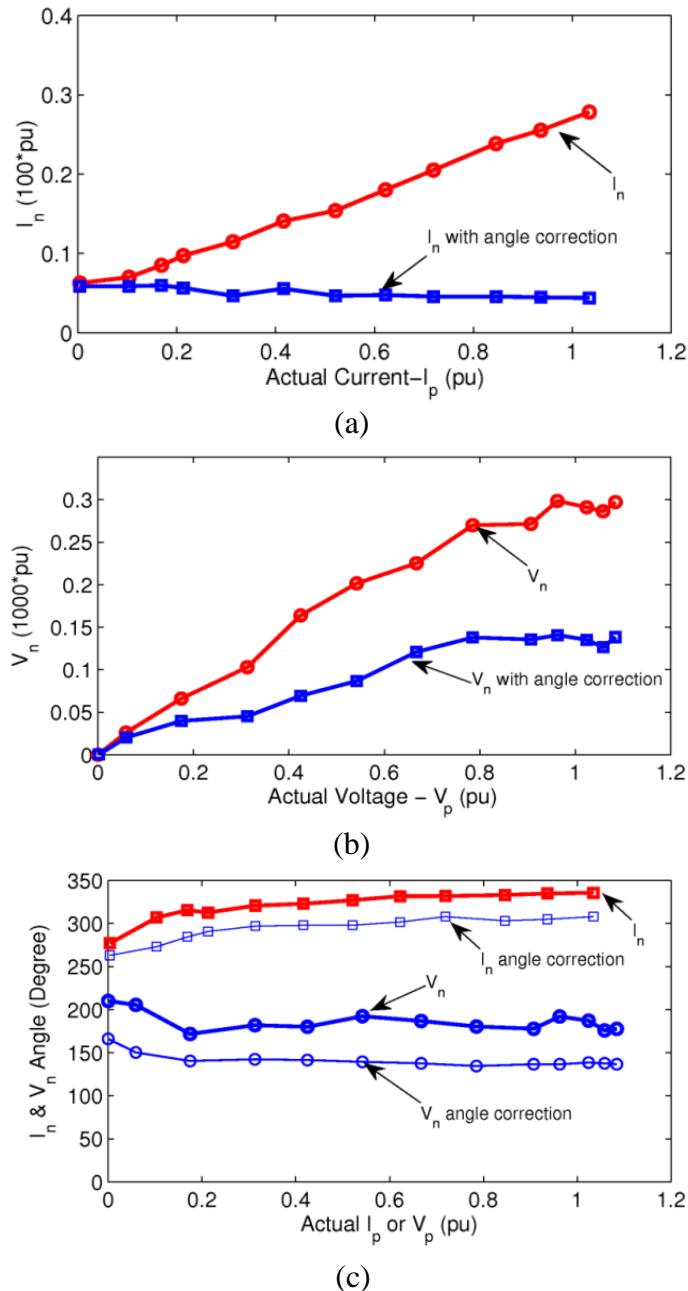 0.4
0.3
0.2
0.1
0
I_n (100*pu)
I_n
I_n with angle correction
0 0.2 0.4 0.6 0.8 1 1.2
Actual Current-I_p (pu)
(a)
0.3
0.25
0.2
0.15
0.1
0.05
0
V_n (1000*pu)
V_n
V_n with angle correction
0 0.2 0.4 0.6 0.8 1 1.2
Actual Voltage - V_p (pu)
(b)
350
300
250
200
150
100
50
0
I_n & V_n Angle (Degree)
I_n
I_n angle correction
V_n
V_n angle correction
0 0.2 0.4 0.6 0.8 1 1.2
Actual I_p or V_p (pu)
(c)